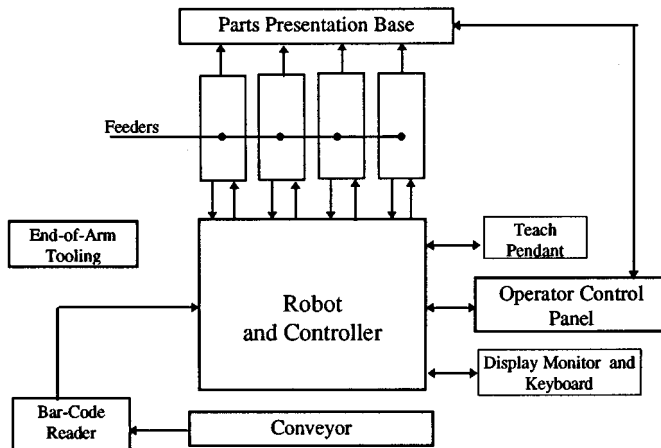 Parts Presentation Base
Feeders
End-of-Arm
Tooling
Robot
and Controller
Teach
Pendant
Operator Control
Panel
Display Monitor and
Keyboard
Bar-Code
Reader
Conveyor